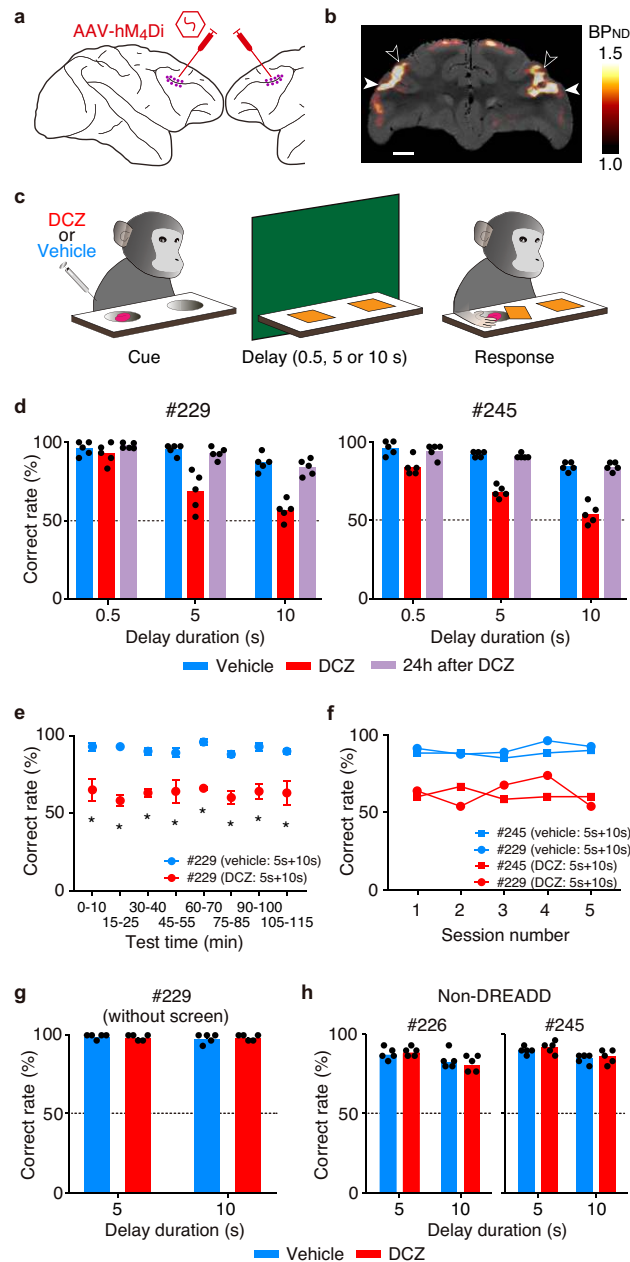 a
AAV-hM4Di
b
BPND
1.5
1.0
c
DCZ
or
Vehicle
Cue
Delay (0.5, 5 or 10 s)
Response
d
#229
#245
Correct rate (%)
100
50
0
0.5
5
10
Delay duration (s)
100
50
0
0.5
5
10
Delay duration (s)
Vehicle
DCZ
24h after DCZ
e
Correct rate (%)
100
50
0
* * * * * * * *
#229 (vehicle: 5s+10s)
#229 (DCZ: 5s+10s)
0-10 30-40 60-70 90-100
15-25 45-55 75-85 105-115
Test time (min)
f
Correct rate (%)
100
50
0
#245 (vehicle: 5s+10s)
#229 (vehicle: 5s+10s)
#245 (DCZ: 5s+10s)
#229 (DCZ: 5s+10s)
1 2 3 4 5
Session number
g
#229
(without screen)
Correct rate (%)
100
50
0
5
10
Delay duration (s)
h
Non-DREADD
#226
#245
Correct rate (%)
100
50
0
5
10
5
10
Delay duration (s)
Vehicle
DCZ